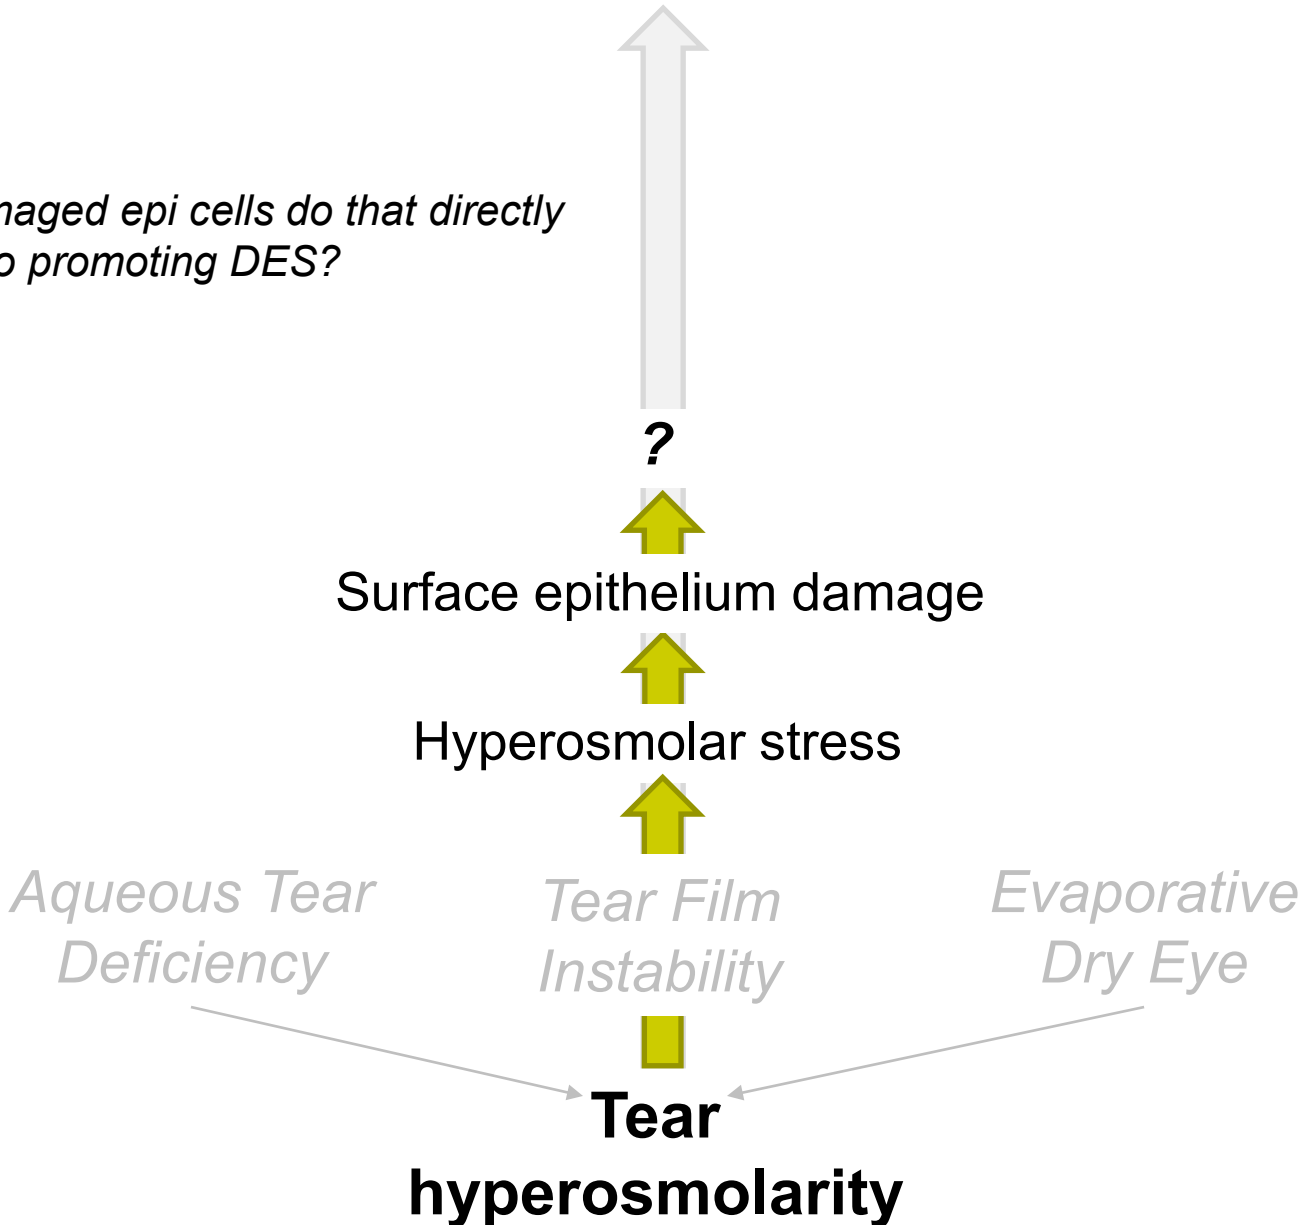 maged epi cells do that directly
o promoting DES?
?
Surface epithelium damage
Hyperosmolar stress
Aqueous Tear
Deficiency
Tear Film
Instability
Evaporative
Dry Eye
Tear
hyperosmolarity